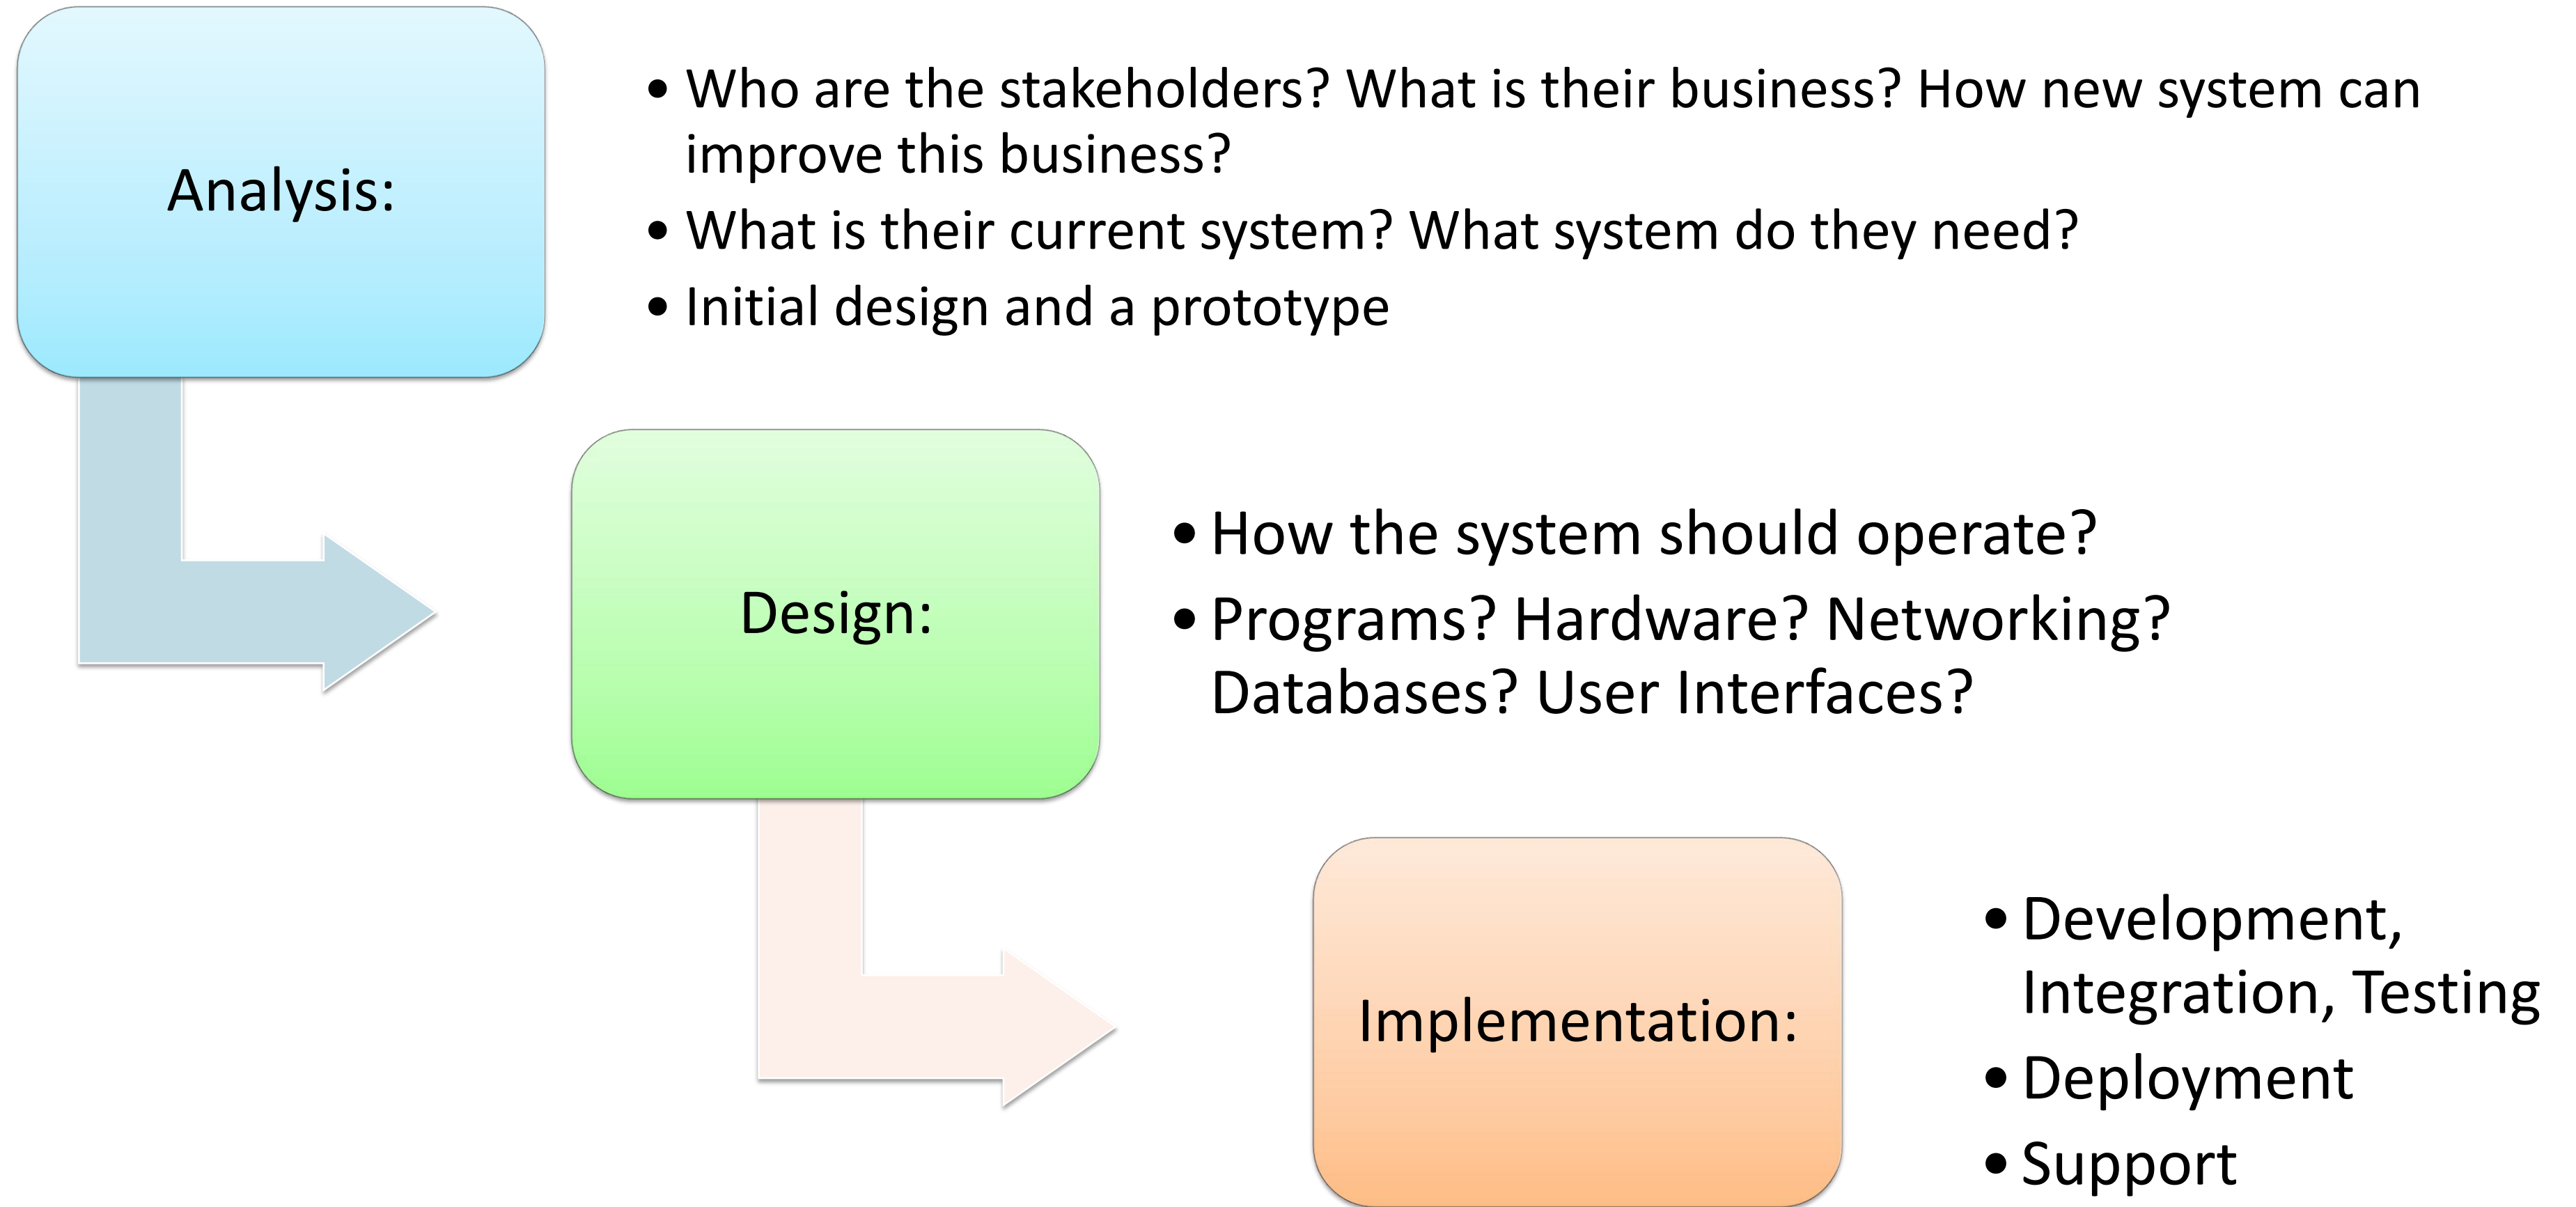 Analysis:
• Who are the stakeholders? What is their business? How new system can
improve this business?
• What is their current system? What system do they need?
• Initial design and a prototype
Design:
• How the system should operate?
• Programs? Hardware? Networking?
Databases? User Interfaces?
Implementation:
• Development,
Integration, Testing
• Deployment
• Support